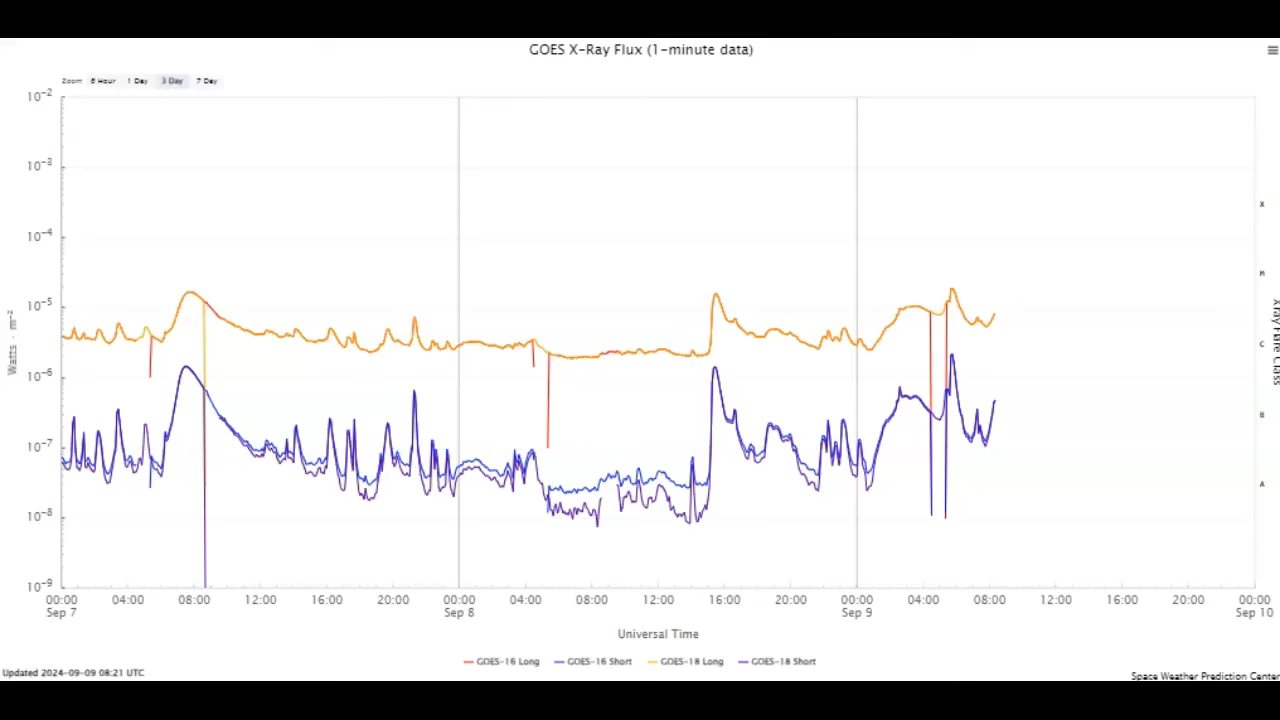 GOES X-Ray Flux (1-minute data)
Zoom 6 Hour 1 Day 3 Day 7 Day
10⁻²
10⁻³
10⁻⁴
10⁻⁵
10⁻⁶
10⁻⁷
10⁻⁸
10⁻⁹
Watts · m⁻²
X
M
C
B
A
X-ray Flare Class
00:00 04:00 08:00 12:00 16:00 20:00 00:00 04:00 08:00 12:00 16:00 20:00 00:00 04:00 08:00 12:00 16:00 20:00 00:00
Sep 7 Sep 8 Sep 9 Sep 10
Universal Time
GOES-16 Long GOES-16 Short GOES-18 Long GOES-18 Short
Updated 2024-09-09 08:21 UTC
Space Weather Prediction Center